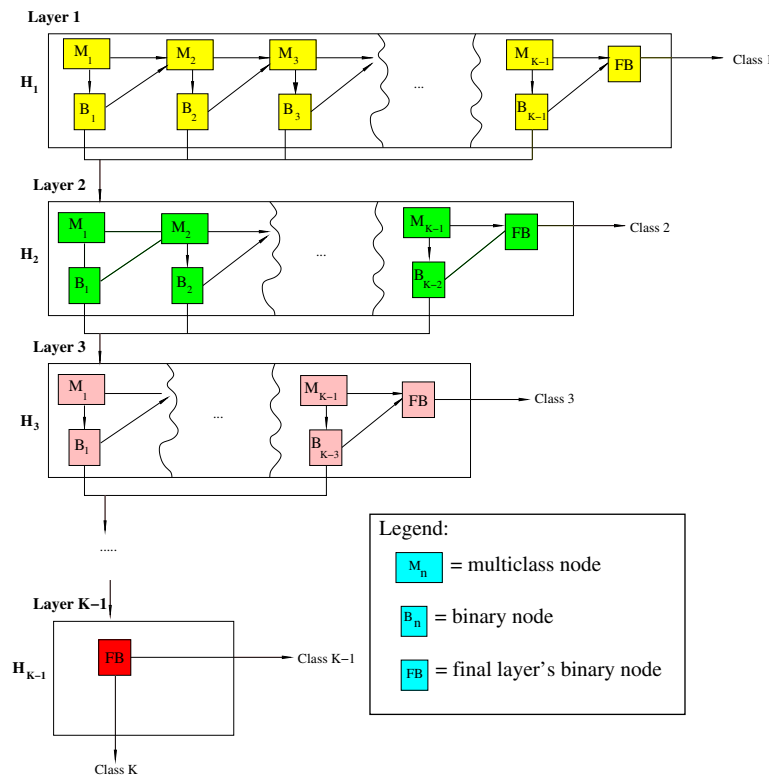 Layer 1
H1
M1 M2 M3 ... MK−1 FB Class 1
B1 B2 B3 BK−1
Layer 2
H2
M1 M2 ... MK−1 FB Class 2
B1 B2 BK−2
Layer 3
H3
M1 ... MK−1 FB Class 3
B1 BK−3
.....
Layer K−1
HK−1
FB Class K−1
Class K
Legend:
Mn = multiclass node
Bn = binary node
FB = final layer's binary node